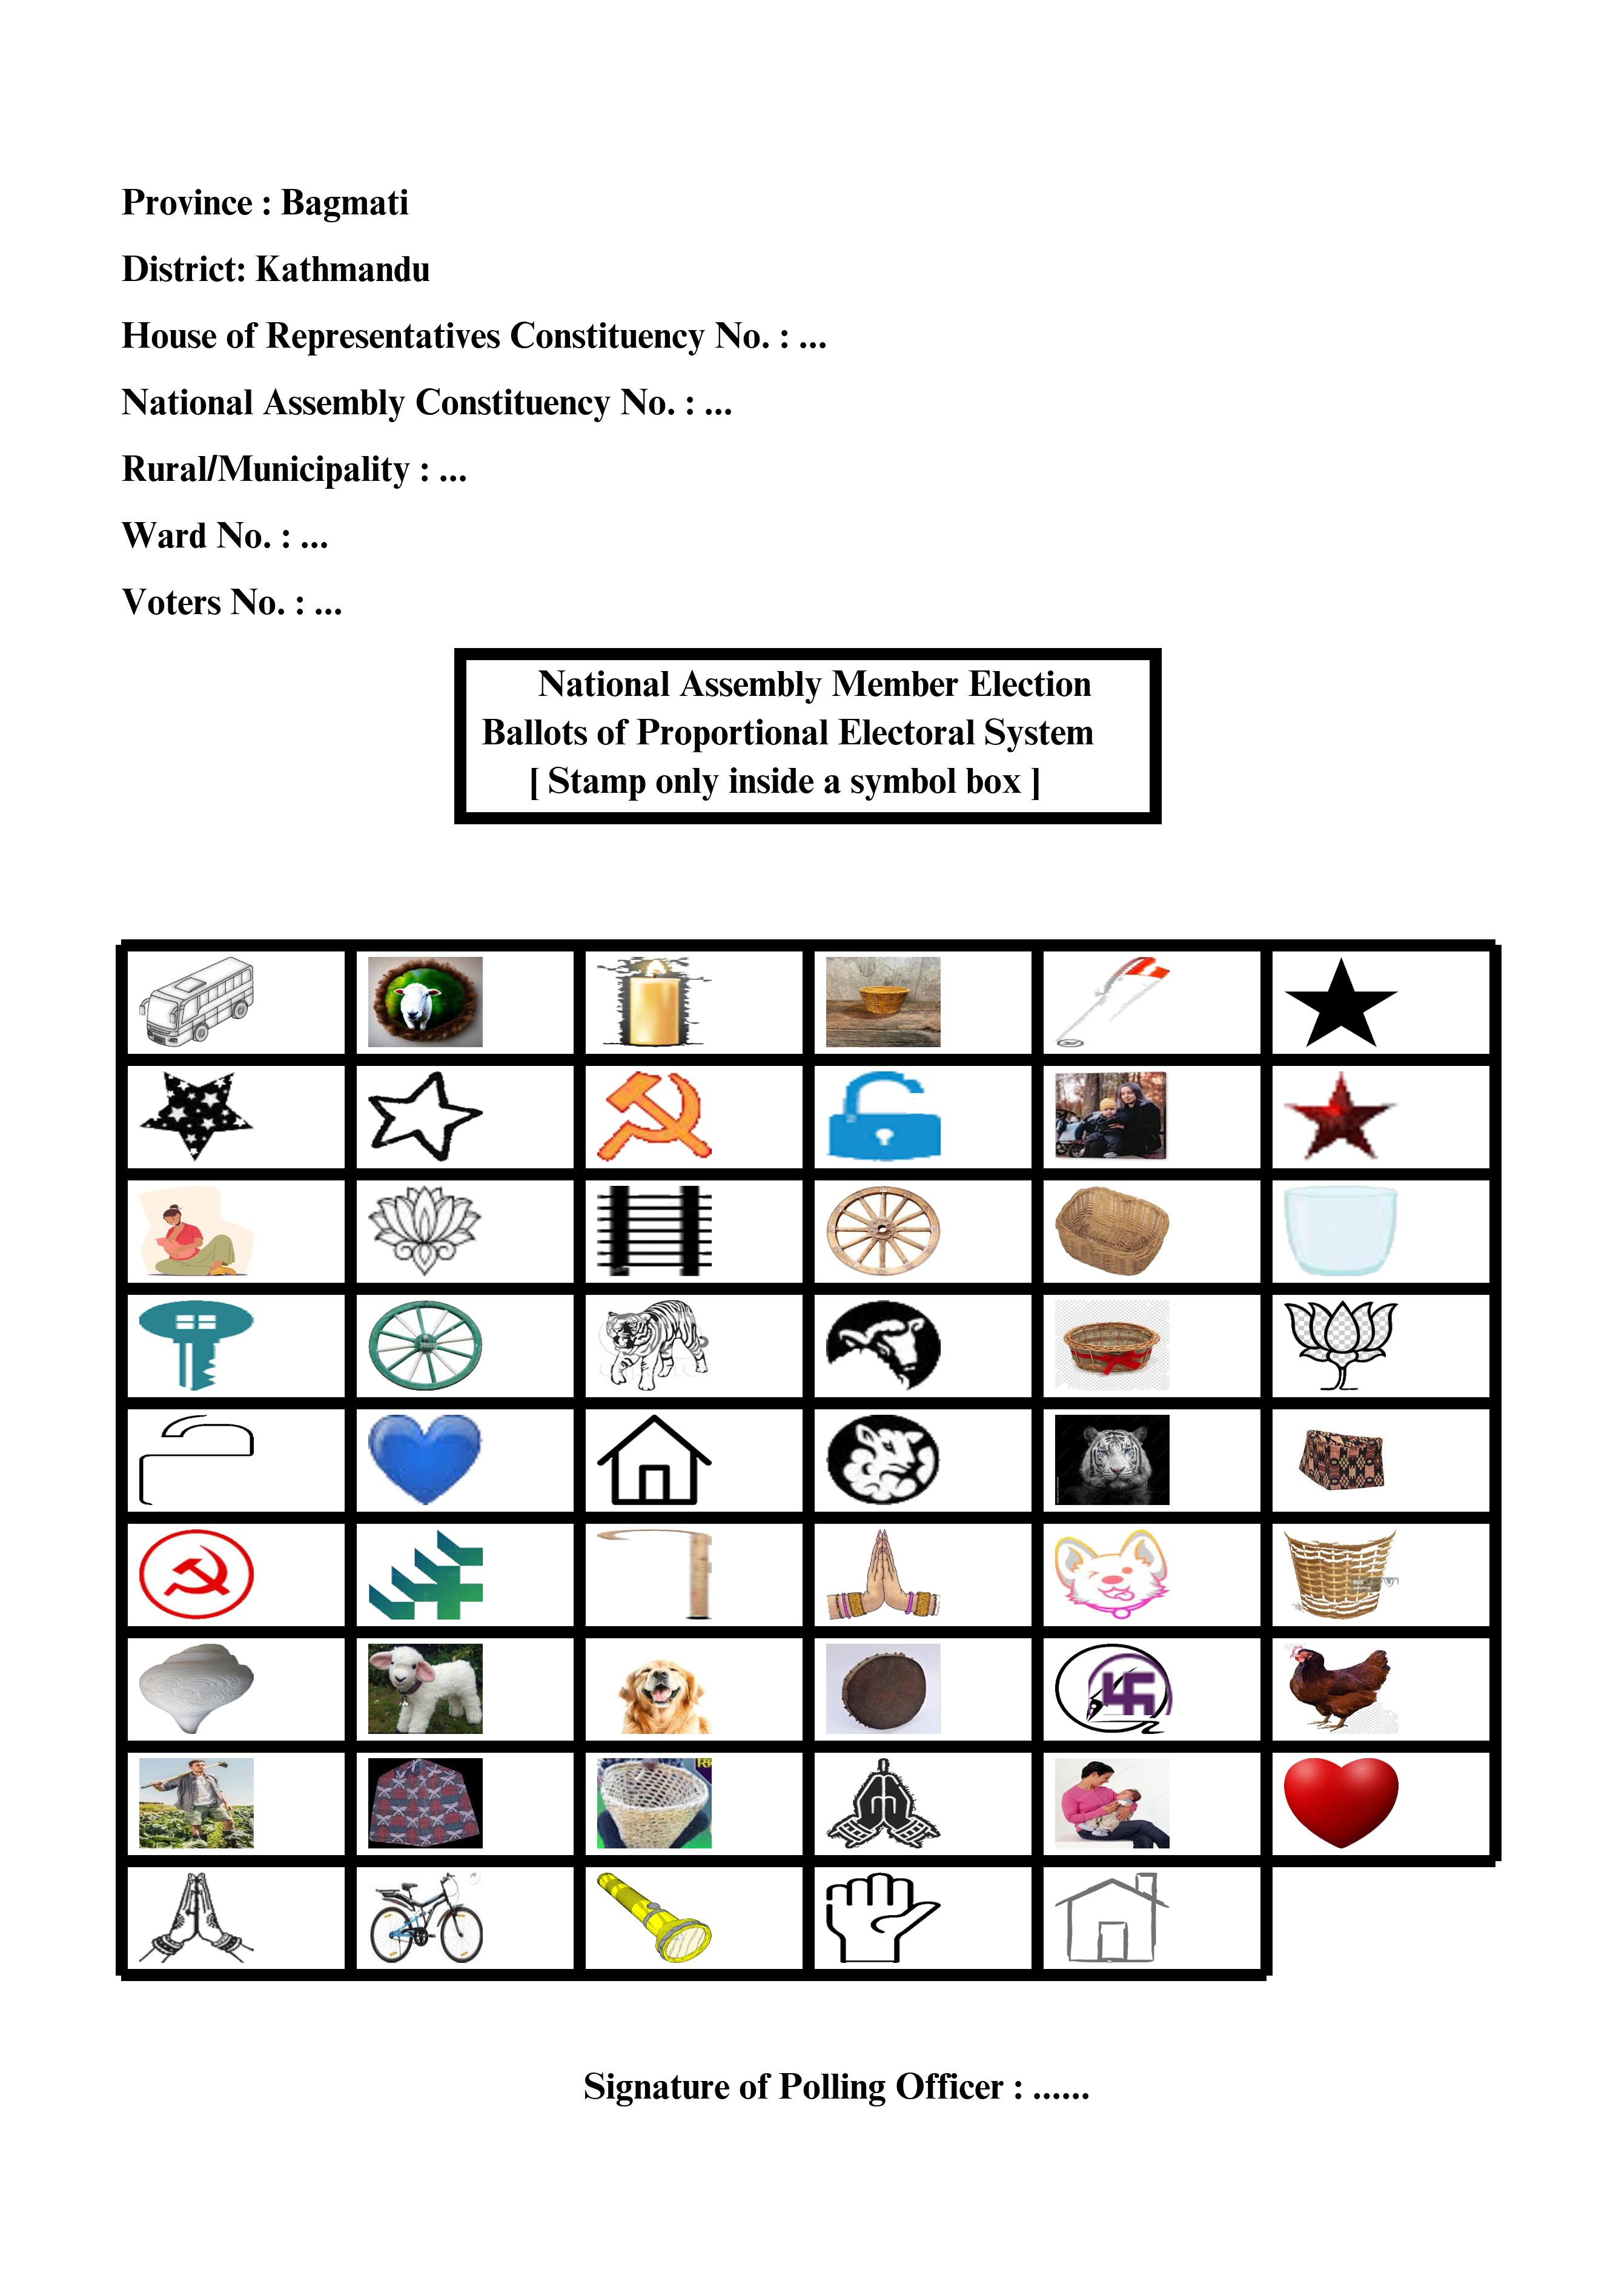 Province : Bagmati
District: Kathmandu
House of Representatives Constituency No. : ...
National Assembly Constituency No. : ...
Rural/Municipality : ...
Ward No. : ...
Voters No. : ...
National Assembly Member Election
Ballots of Proportional Electoral System
[ Stamp only inside a symbol box ]
Signature of Polling Officer : ......